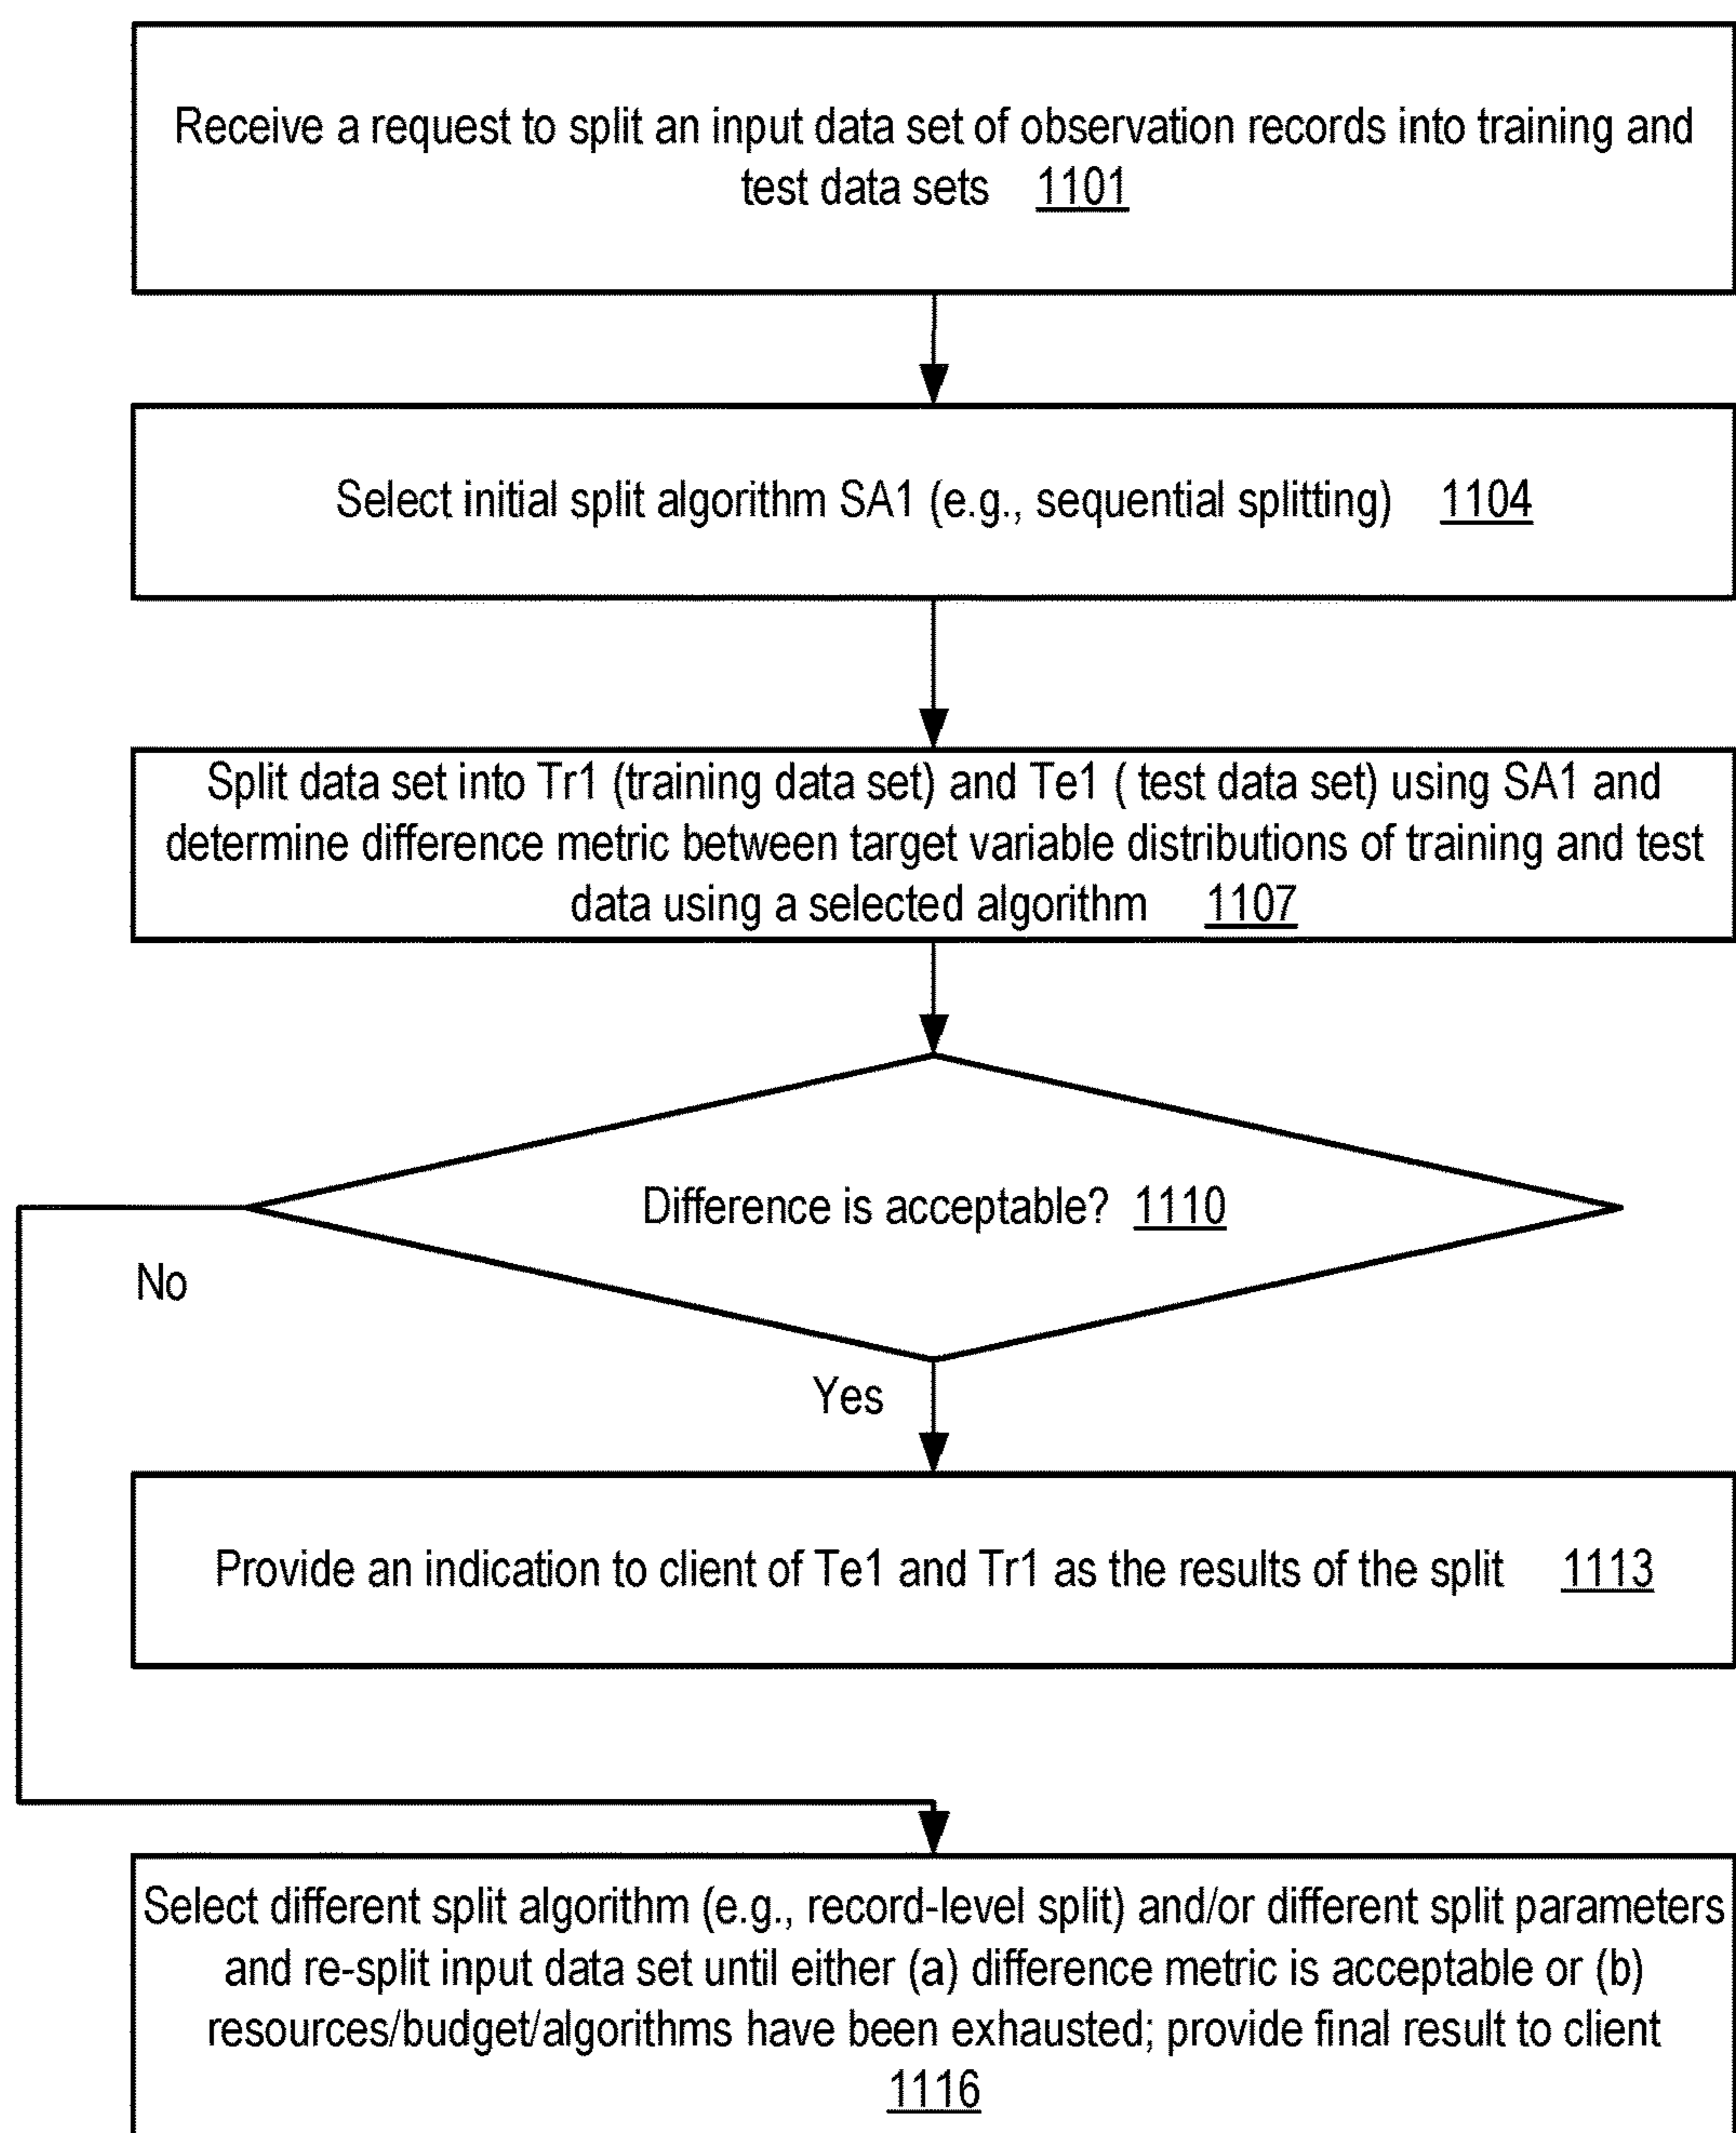 Receive a request to split an input data set of observation records into training and
test data sets 1101
Select initial split algorithm SA1 (e.g., sequential splitting) 1104
Split data set into Tr1 (training data set) and Te1 ( test data set) using SA1 and
determine difference metric between target variable distributions of training and test
data using a selected algorithm 1107
Difference is acceptable? 1110
No
Yes
Provide an indication to client of Te1 and Tr1 as the results of the split 1113
Select different split algorithm (e.g., record-level split) and/or different split parameters
and re-split input data set until either (a) difference metric is acceptable or (b)
resources/budget/algorithms have been exhausted; provide final result to client
1116